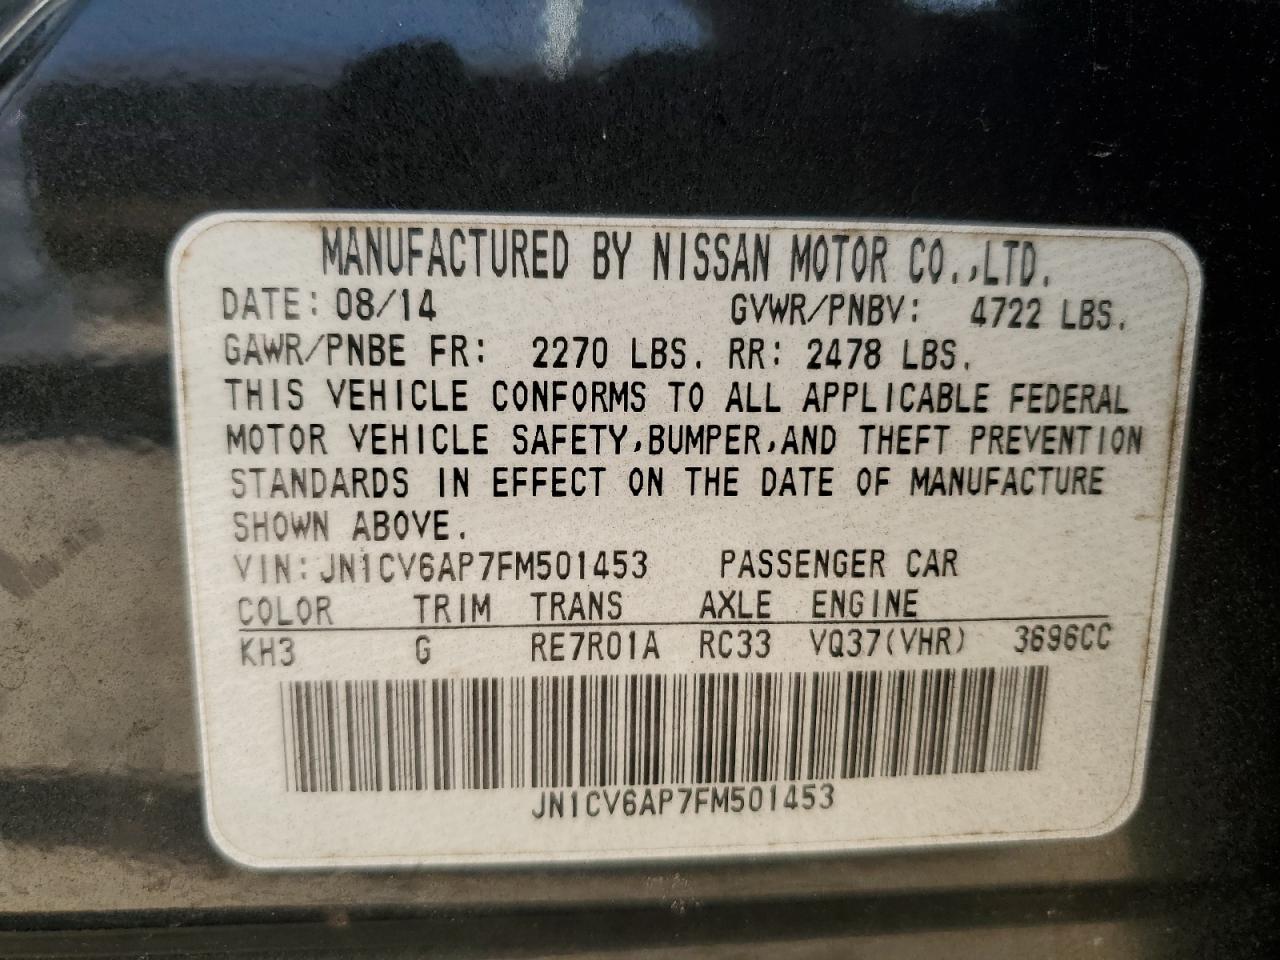 MANUFACTURED BY NISSAN MOTOR CO.,LTD.
DATE: 08/14 GVWR/PNBV: 4722 LBS.
GAWR/PNBE FR: 2270 LBS. RR: 2478 LBS.
THIS VEHICLE CONFORMS TO ALL APPLICABLE FEDERAL
MOTOR VEHICLE SAFETY,BUMPER,AND THEFT PREVENTION
STANDARDS IN EFFECT ON THE DATE OF MANUFACTURE
SHOWN ABOVE.
VIN: JN1CV6AP7FM501453 PASSENGER CAR
COLOR TRIM TRANS AXLE ENGINE
KH3 G RE7R01A RC33 VQ37(VHR) 3696CC
JN1CV6AP7FM501453